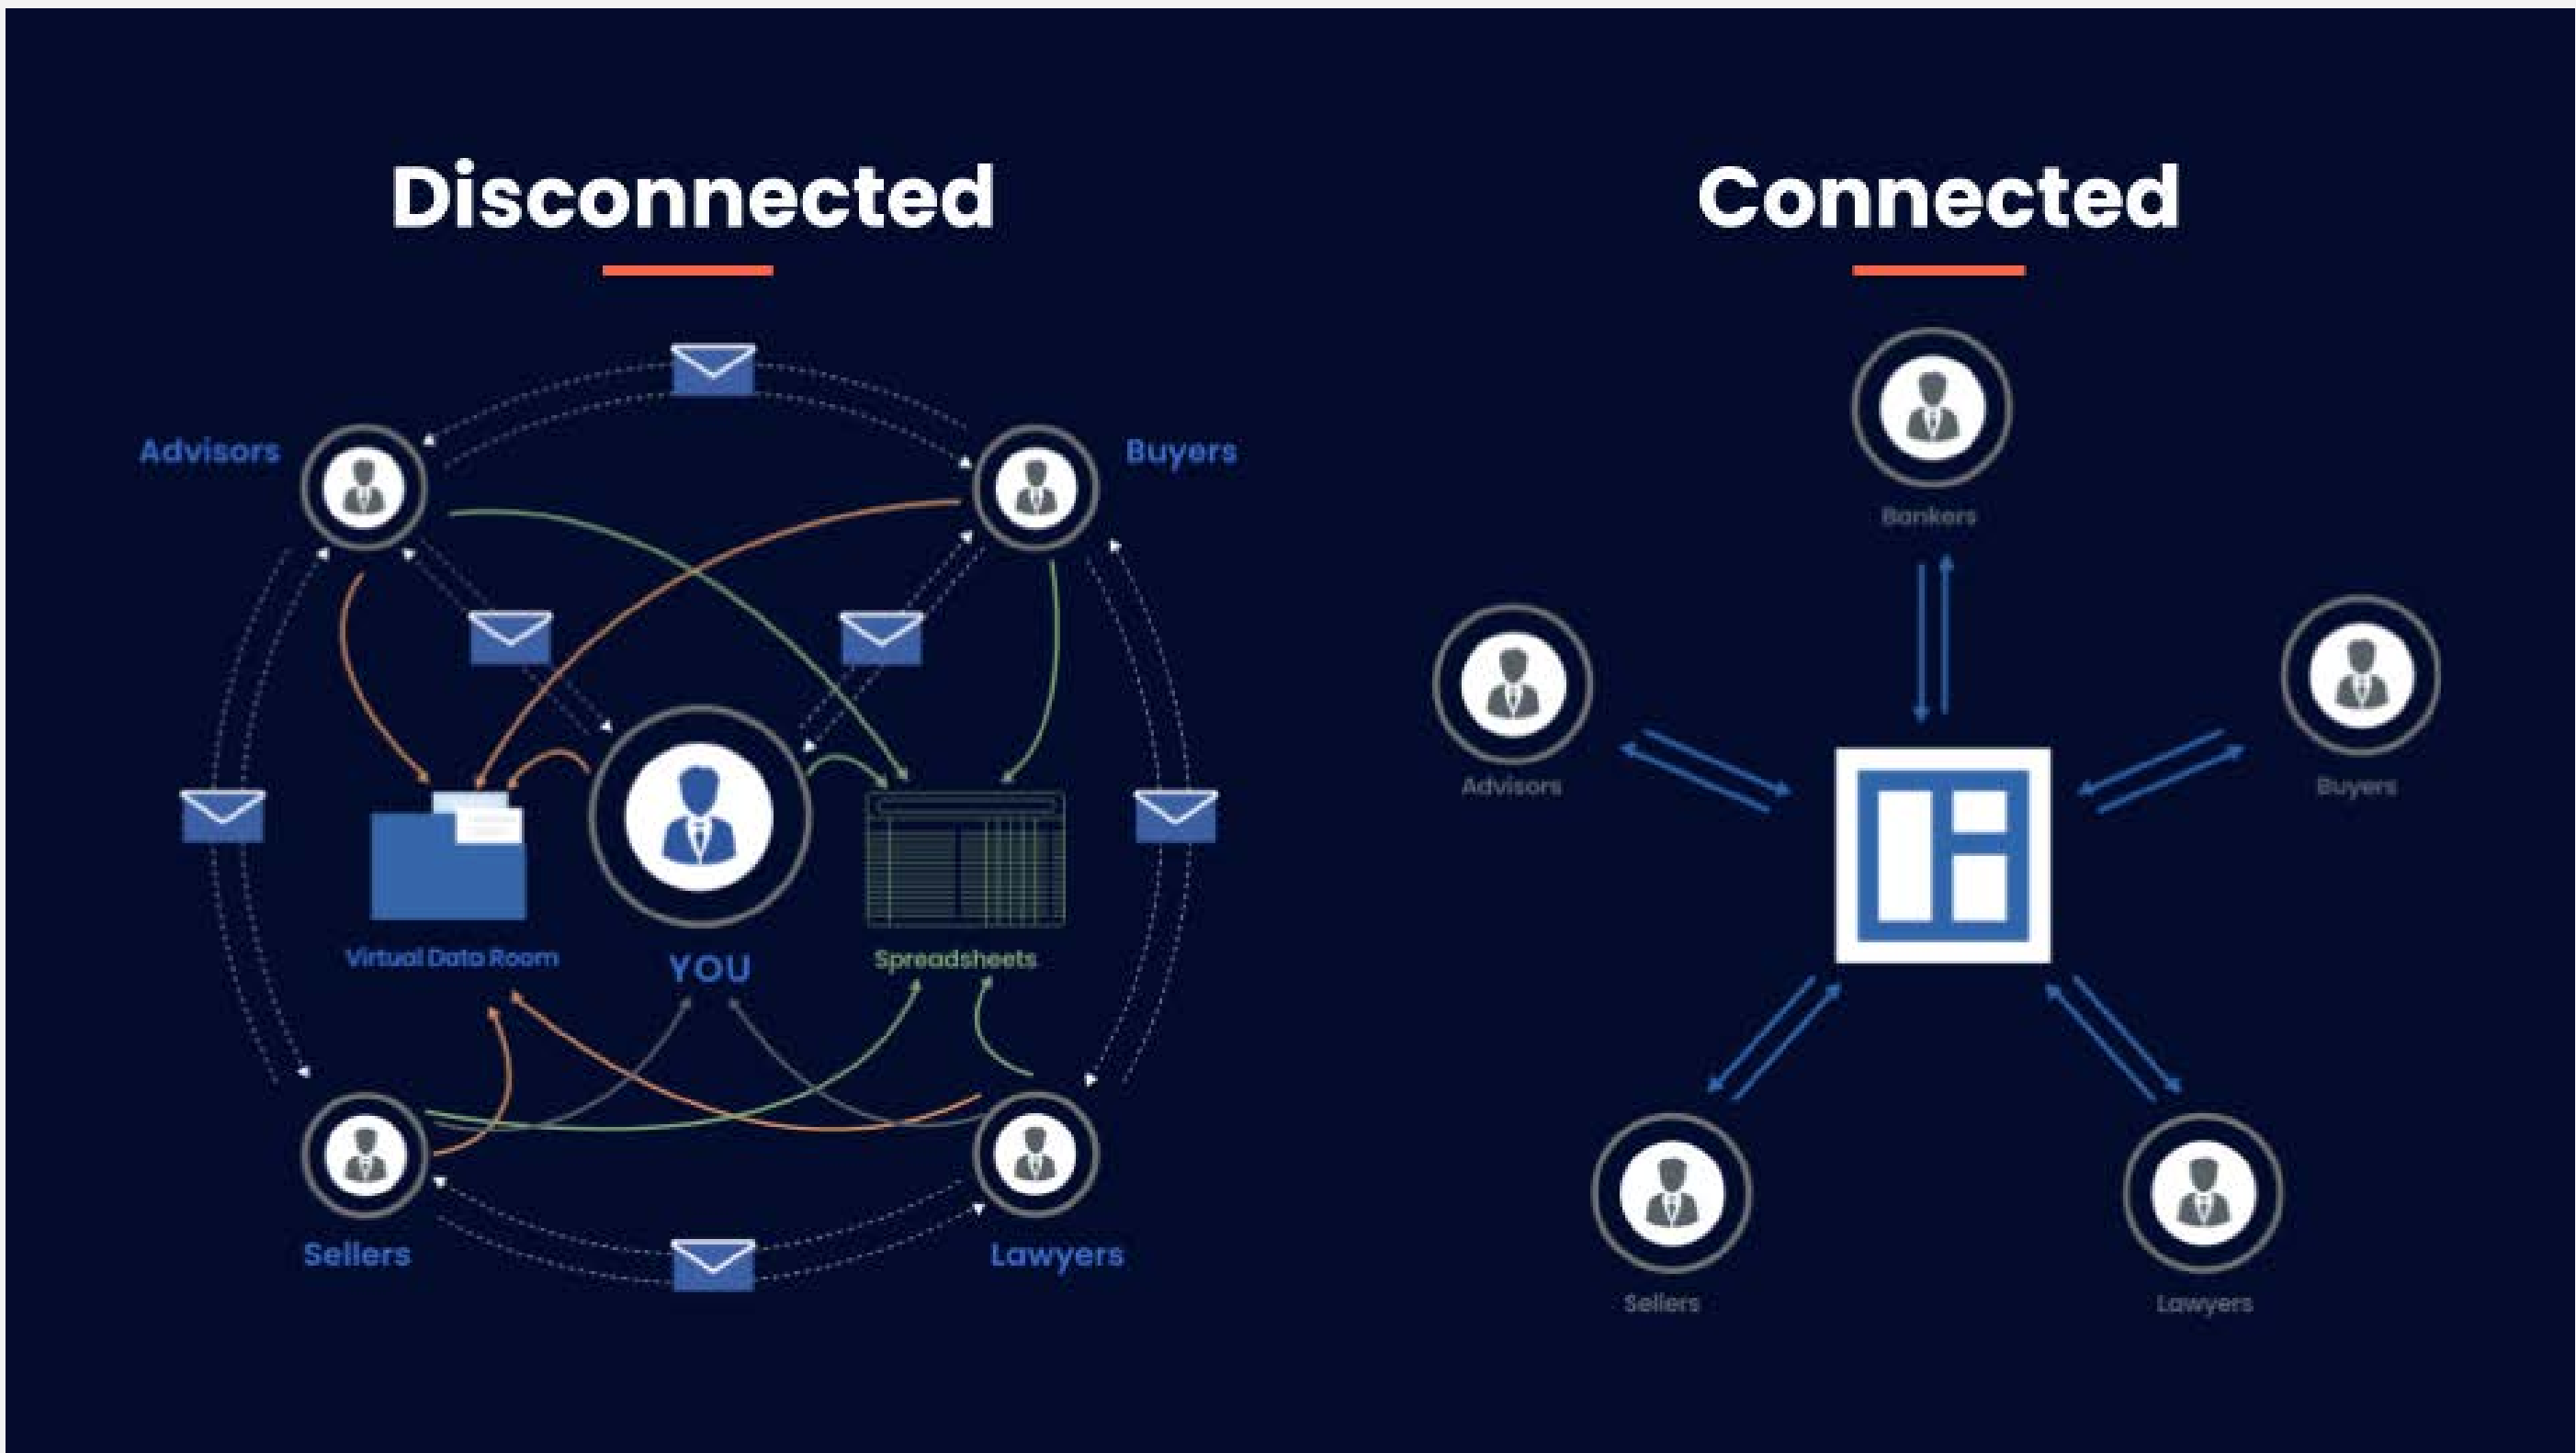 Disconnected
Advisors
Buyers
Virtual Data Room
YOU
Spreadsheets
Sellers
Lawyers
Connected
Bankers
Advisors
Buyers
Sellers
Lawyers